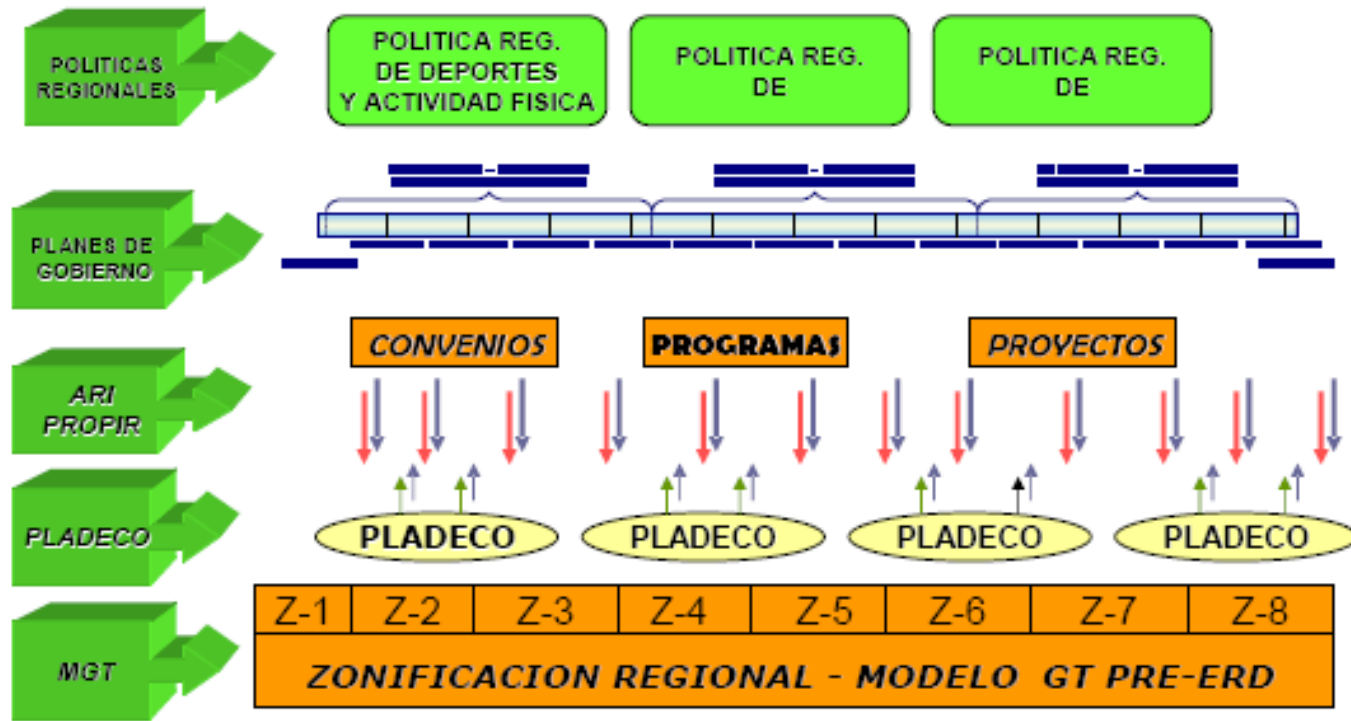 POLITICAS
REGIONALES
POLITICA REG.
DE DEPORTES
Y ACTIVIDAD FISICA
POLITICA REG.
DE
POLITICA REG.
DE
PLANES DE
GOBIERNO
CONVENIOS
PROGRAMAS
PROYECTOS
ARI
PROPIR
PLADECO
PLADECO
PLADECO
PLADECO
PLADECO
MGT
Z-1
Z-2
Z-3
Z-4
Z-5
Z-6
Z-7
Z-8
ZONIFICACION REGIONAL - MODELO GT PRE-ERD